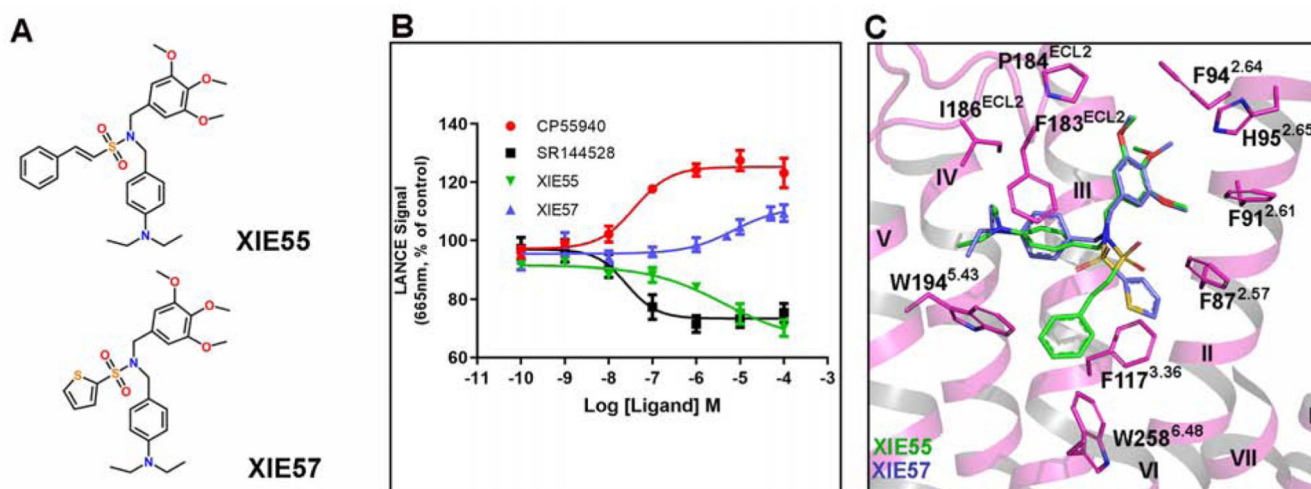 A
O
O
O
S
O
O
N
N
XIE55
O
O
O
S
S
O
O
N
N
XIE57
B
LANCE Signal
(665nm, % of control)
140
120
100
80
60
CP55940
SR144528
XIE55
XIE57
-11 -10 -9 -8 -7 -6 -5 -4 -3
Log [Ligand] M
C
P184ECL2
F942.64
I186ECL2
F183ECL2
H952.65
IV
III
F912.61
V
W1945.43
F872.57
II
F1173.36
W2586.48
XIE55
XIE57
VI
VII